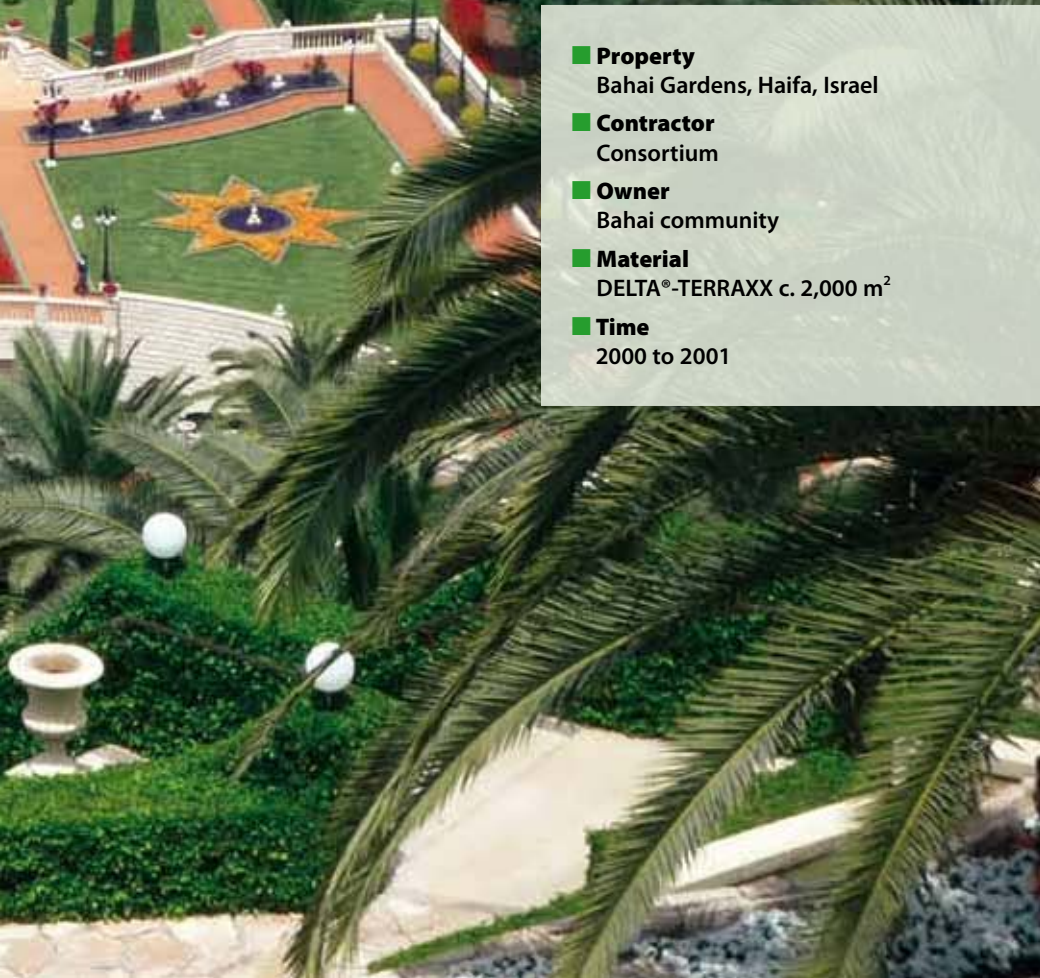 Property
Bahai Gardens, Haifa, Israel
Contractor
Consortium
Owner
Bahai community
Material
DELTA®-TERRAXX c. 2,000 m²
Time
2000 to 2001